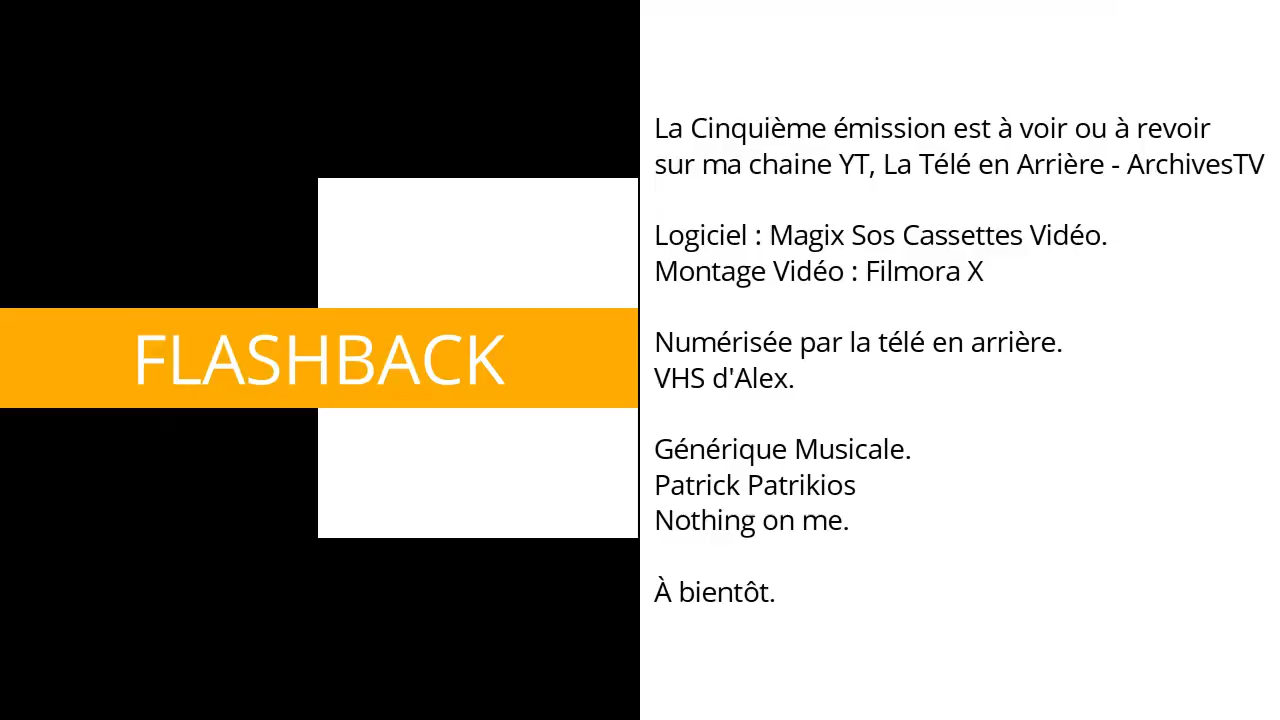 FLASHBACK
La Cinquième émission est à voir ou à revoir
sur ma chaine YT, La Télé en Arrière - ArchivesTV
Logiciel : Magix Sos Cassettes Vidéo.
Montage Vidéo : Filmora X
Numérisée par la télé en arrière.
VHS d'Alex.
Générique Musicale.
Patrick Patrikios
Nothing on me.
À bientôt.